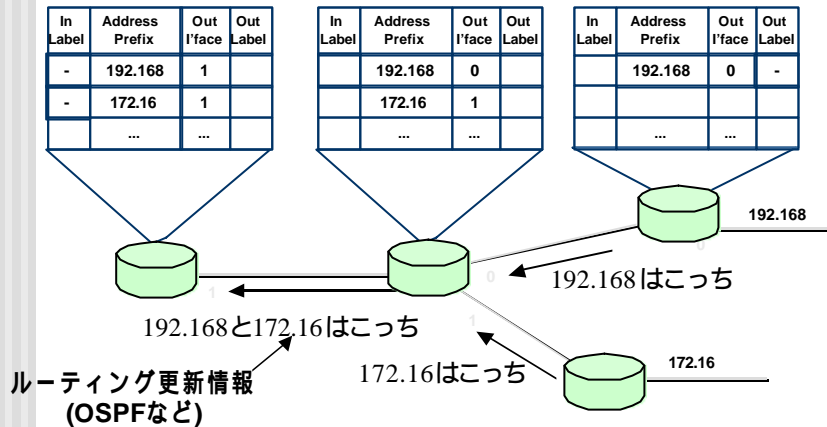 In Label Address Prefix Out I'face Out Label
- 192.168 1
- 172.16 1
... ...
In Label Address Prefix Out I'face Out Label
192.168 0
172.16 1
... ...
In Label Address Prefix Out I'face Out Label
192.168 0 -
... ...
192.168
0
0
192.168はこっち
1
192.168と172.16はこっち
1
172.16はこっち
172.16
ルーティング更新情報
(OSPFなど)